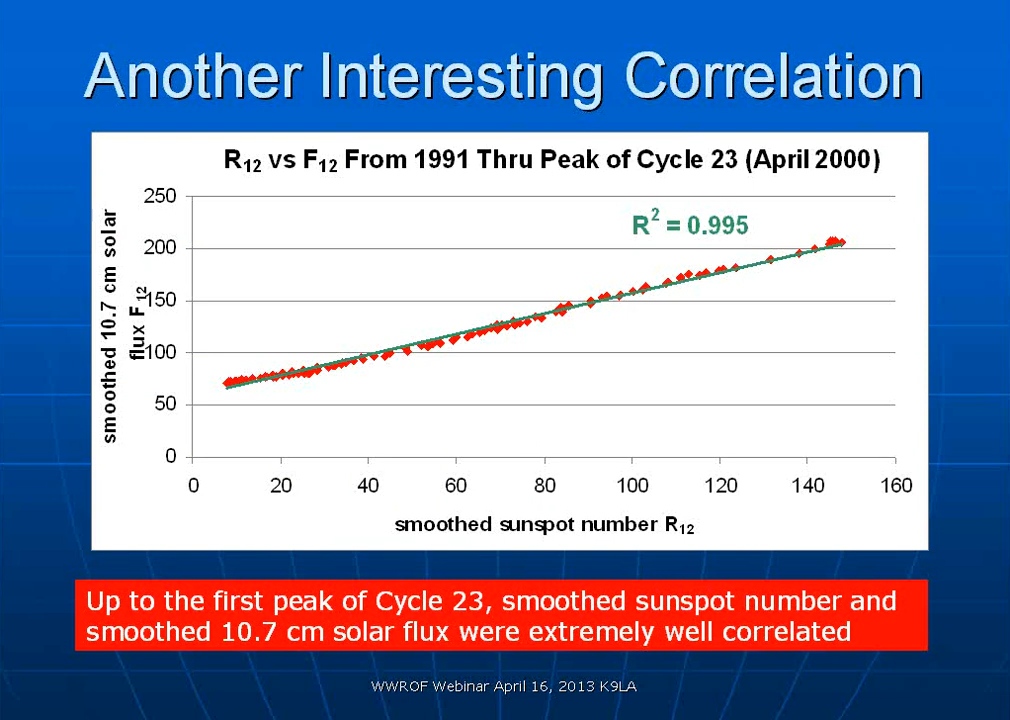 Another Interesting Correlation
R12 vs F12 From 1991 Thru Peak of Cycle 23 (April 2000)
R2 = 0.995
smoothed 10.7 cm solar
flux F12
250
200
150
100
50
0
0 20 40 60 80 100 120 140 160
smoothed sunspot number R12
Up to the first peak of Cycle 23, smoothed sunspot number and
smoothed 10.7 cm solar flux were extremely well correlated
WWROF Webinar April 16, 2013 K9LA